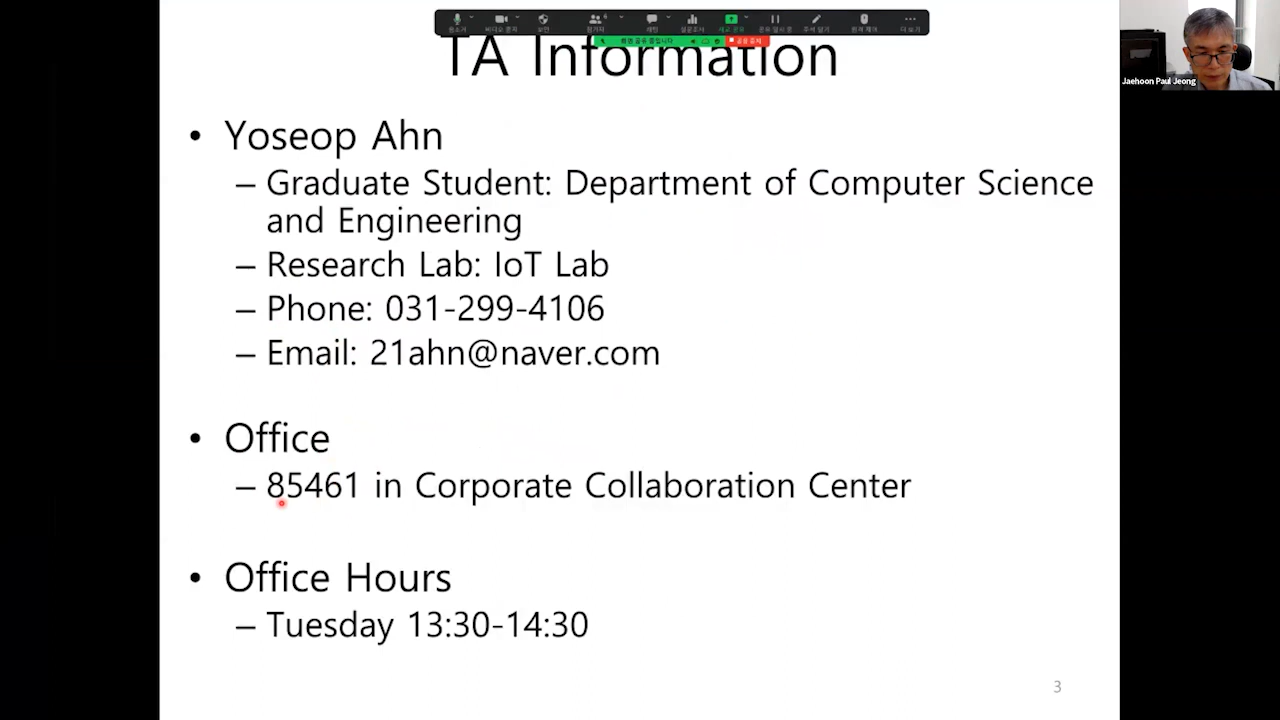 TA Information
Jaehoon Paul Jeong
• Yoseop Ahn
– Graduate Student: Department of Computer Science
and Engineering
– Research Lab: IoT Lab
– Phone: 031-299-4106
– Email: 21ahn@naver.com
• Office
– 85461 in Corporate Collaboration Center
• Office Hours
– Tuesday 13:30-14:30
3